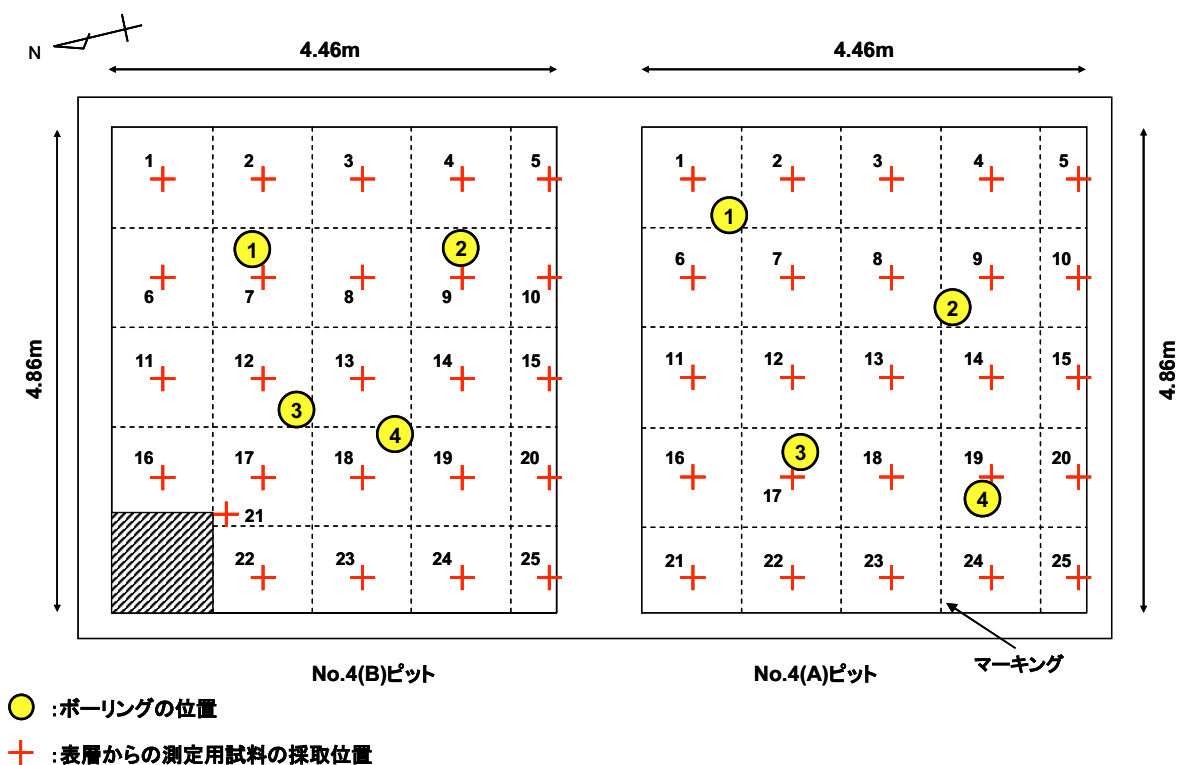 N
4.46m
4.46m
4.86m
4.86m
1 2 3 4 5
1 2
6 7 8 9 10
11 12 13 14 15
3 4
16 17 18 19 20
21
22 23 24 25
1 2 3 4 5
1
6 7 8 9 10
2
11 12 13 14 15
3
16 17 18 19 20
4
21 22 23 24 25
マーキング
No.4(B)ピット
No.4(A)ピット
:ボーリングの位置
:表層からの測定用試料の採取位置